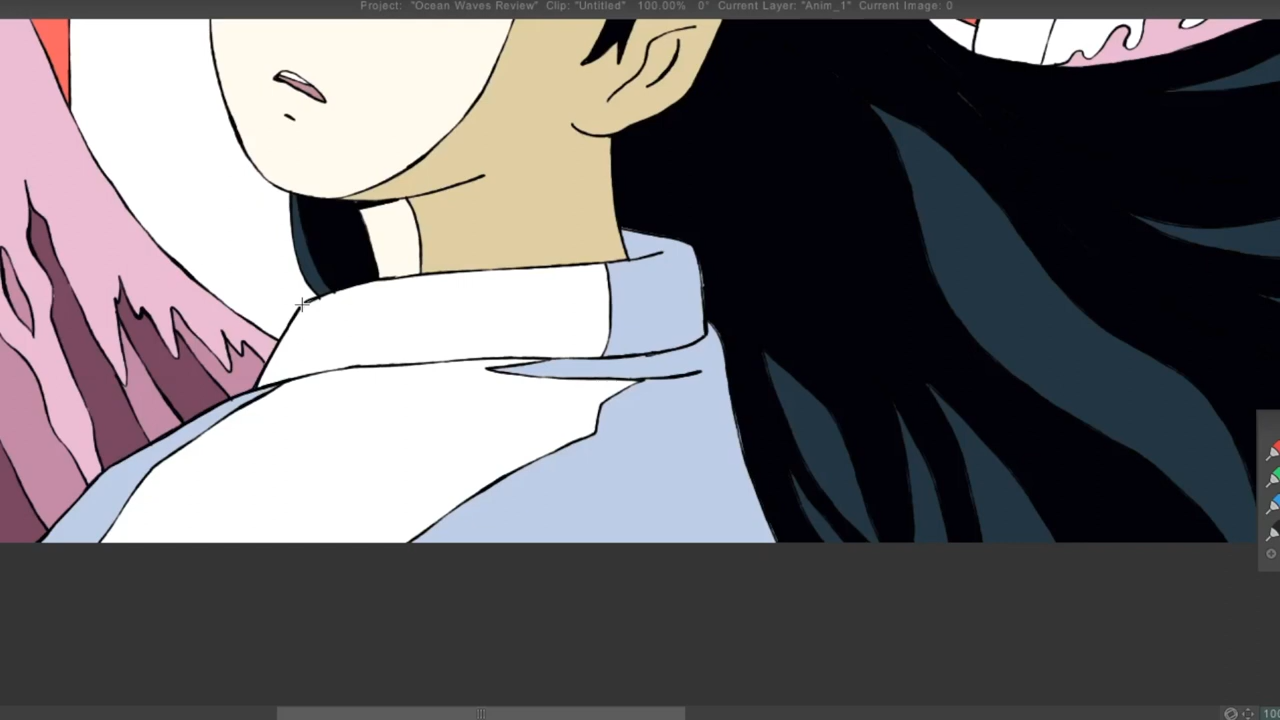 Project: "Ocean Waves Review" Clip: "Untitled" 100.00% 0° Current Layer: "Anim_1" Current Image: 0